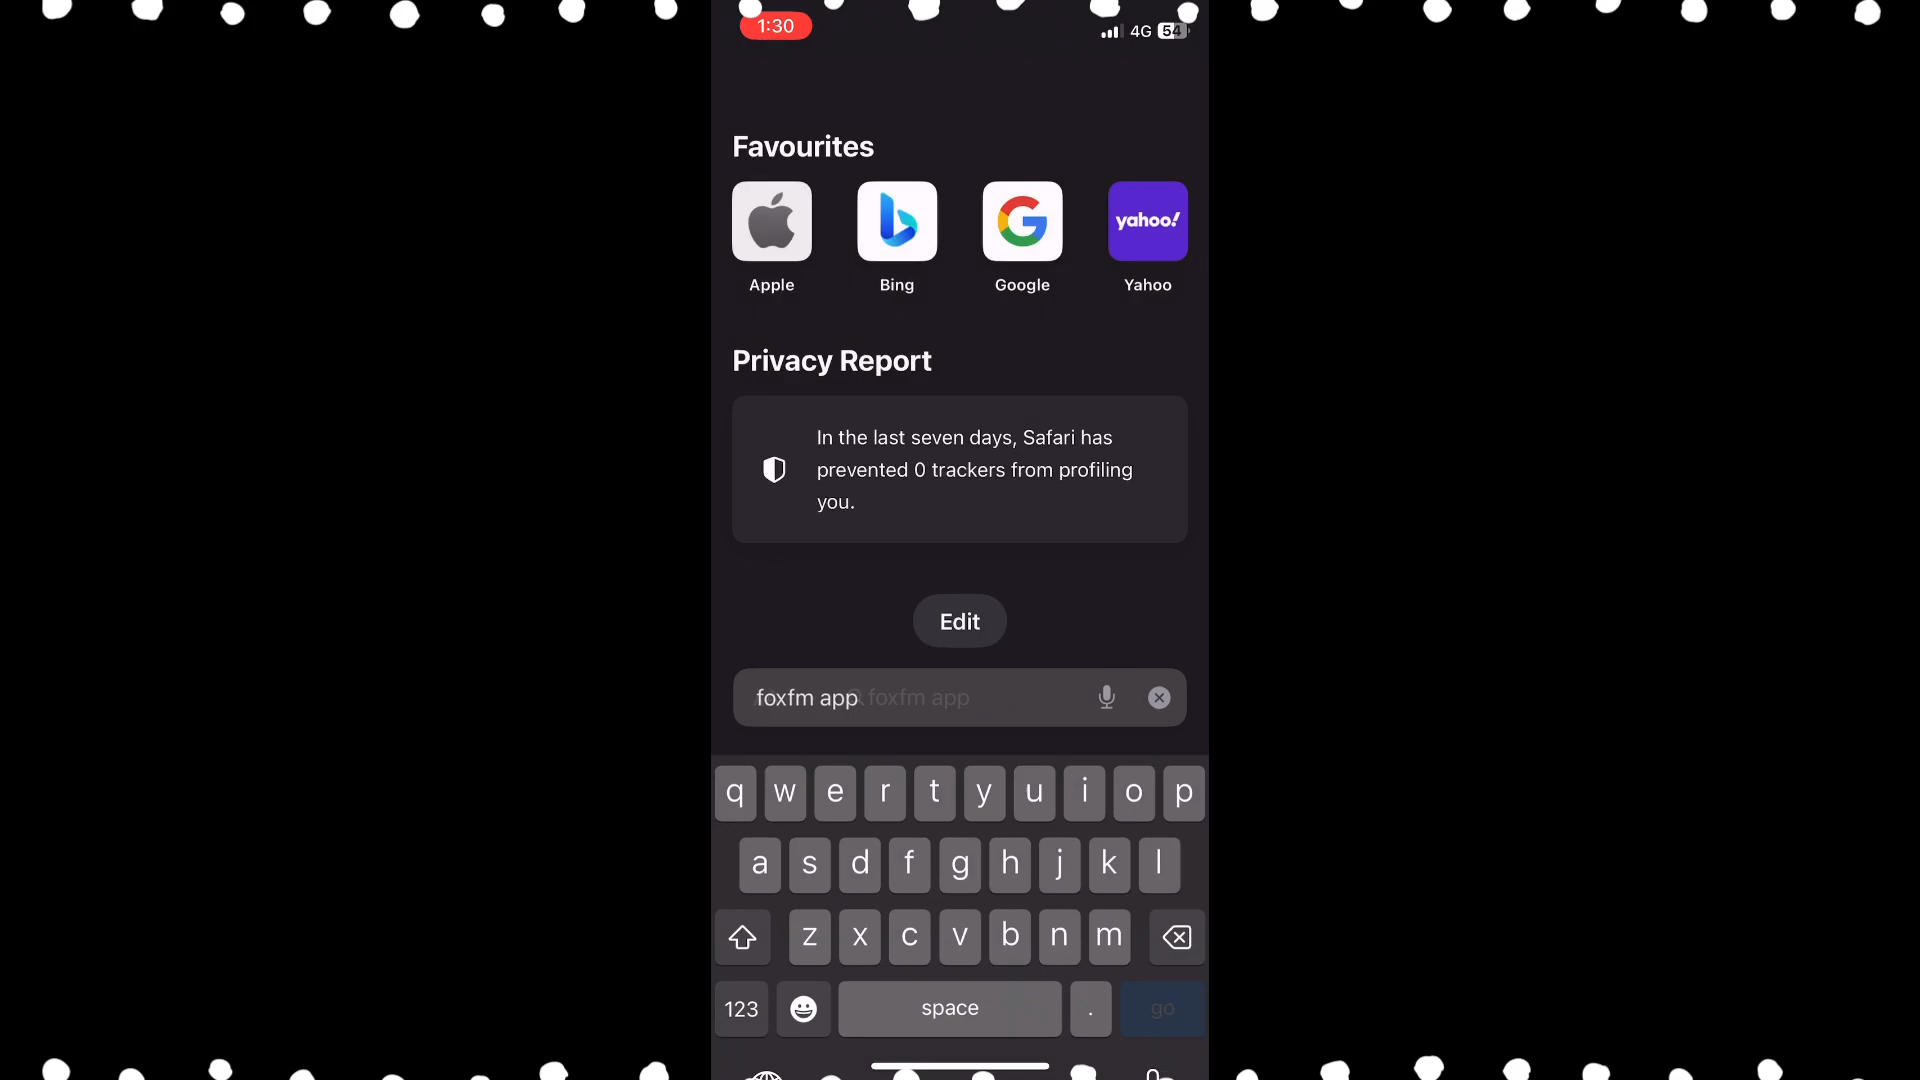 1:30
4G 54
Favourites
yahoo!
Apple Bing Google Yahoo
Privacy Report
In the last seven days, Safari has
prevented 0 trackers from profiling
you.
Edit
foxfm app foxfm app
q w e r t y u i o p
a s d f g h j k l
z x c v b n m
123 space . go